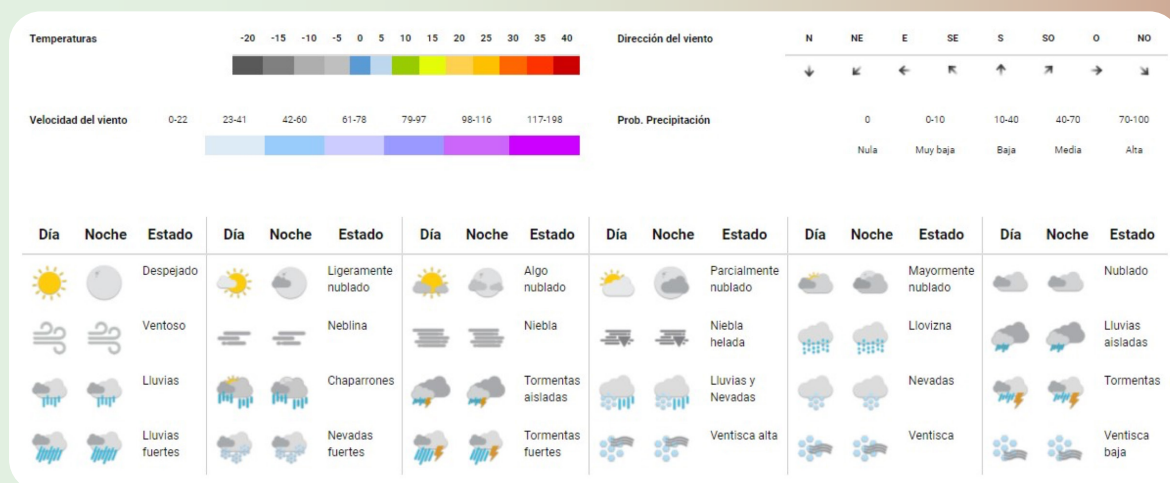 Temperaturas -20 -15 -10 -5 0 5 10 15 20 25 30 35 40
Dirección del viento N NE E SE S SO O NO
Velocidad del viento 0-22 23-41 42-60 61-78 79-97 98-116 117-198
Prob. Precipitación 0 0-10 10-40 40-70 70-100
Nula Muy baja Baja Media Alta
Día Noche Estado Día Noche Estado Día Noche Estado Día Noche Estado Día Noche Estado Día Noche Estado
Despejado
Ligeramente
nublado
Algo
nublado
Parcialmente
nublado
Mayormente
nublado
Nublado
Ventoso
Neblina
Niebla
Niebla
helada
Llovizna
Lluvias
aisladas
Lluvias
Chaparrones
Tormentas
aisladas
Lluvias y
Nevadas
Nevadas
Tormentas
Lluvias
fuertes
Nevadas
fuertes
Tormentas
fuertes
Ventisca alta
Ventisca
Ventisca
baja